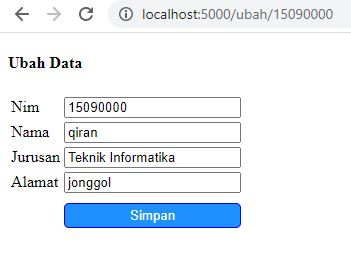 localhost:5000/ubah/15090000
Ubah Data
Nim 15090000
Nama qiran
Jurusan Teknik Informatika
Alamat jonggol
Simpan